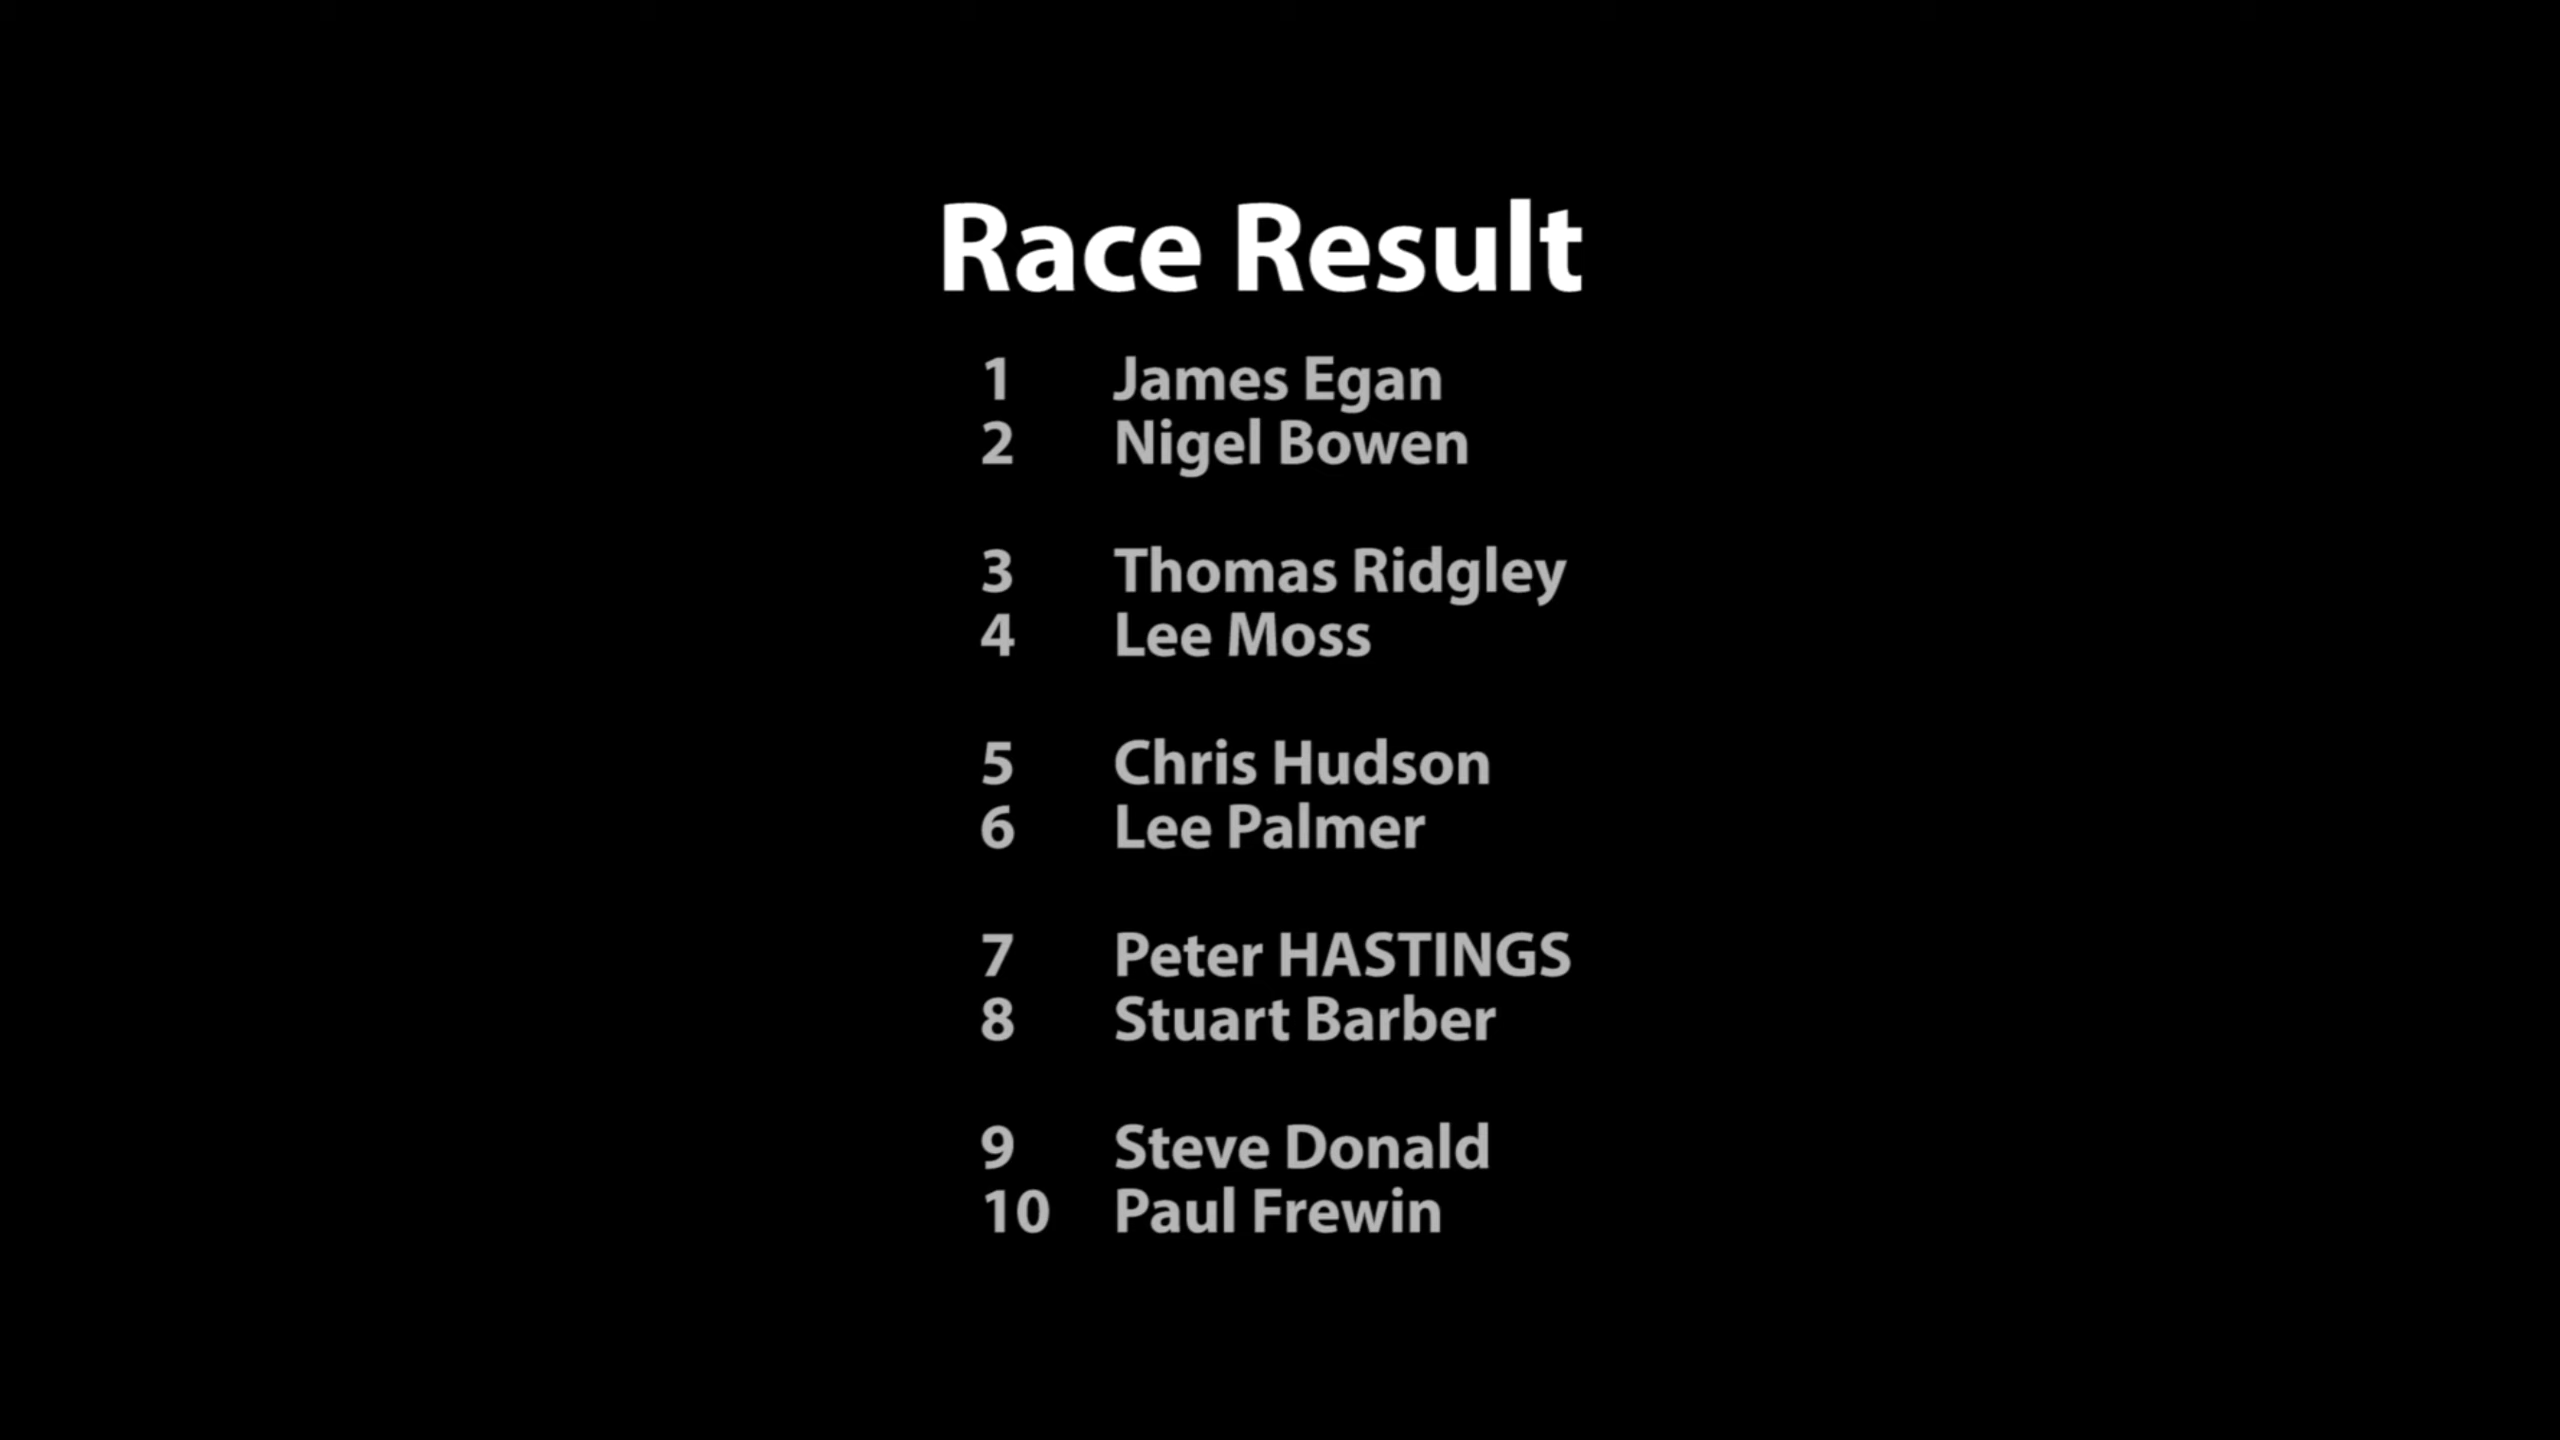 Race Result
1 James Egan
2 Nigel Bowen
3 Thomas Ridgley
4 Lee Moss
5 Chris Hudson
6 Lee Palmer
7 Peter HASTINGS
8 Stuart Barber
9 Steve Donald
10 Paul Frewin